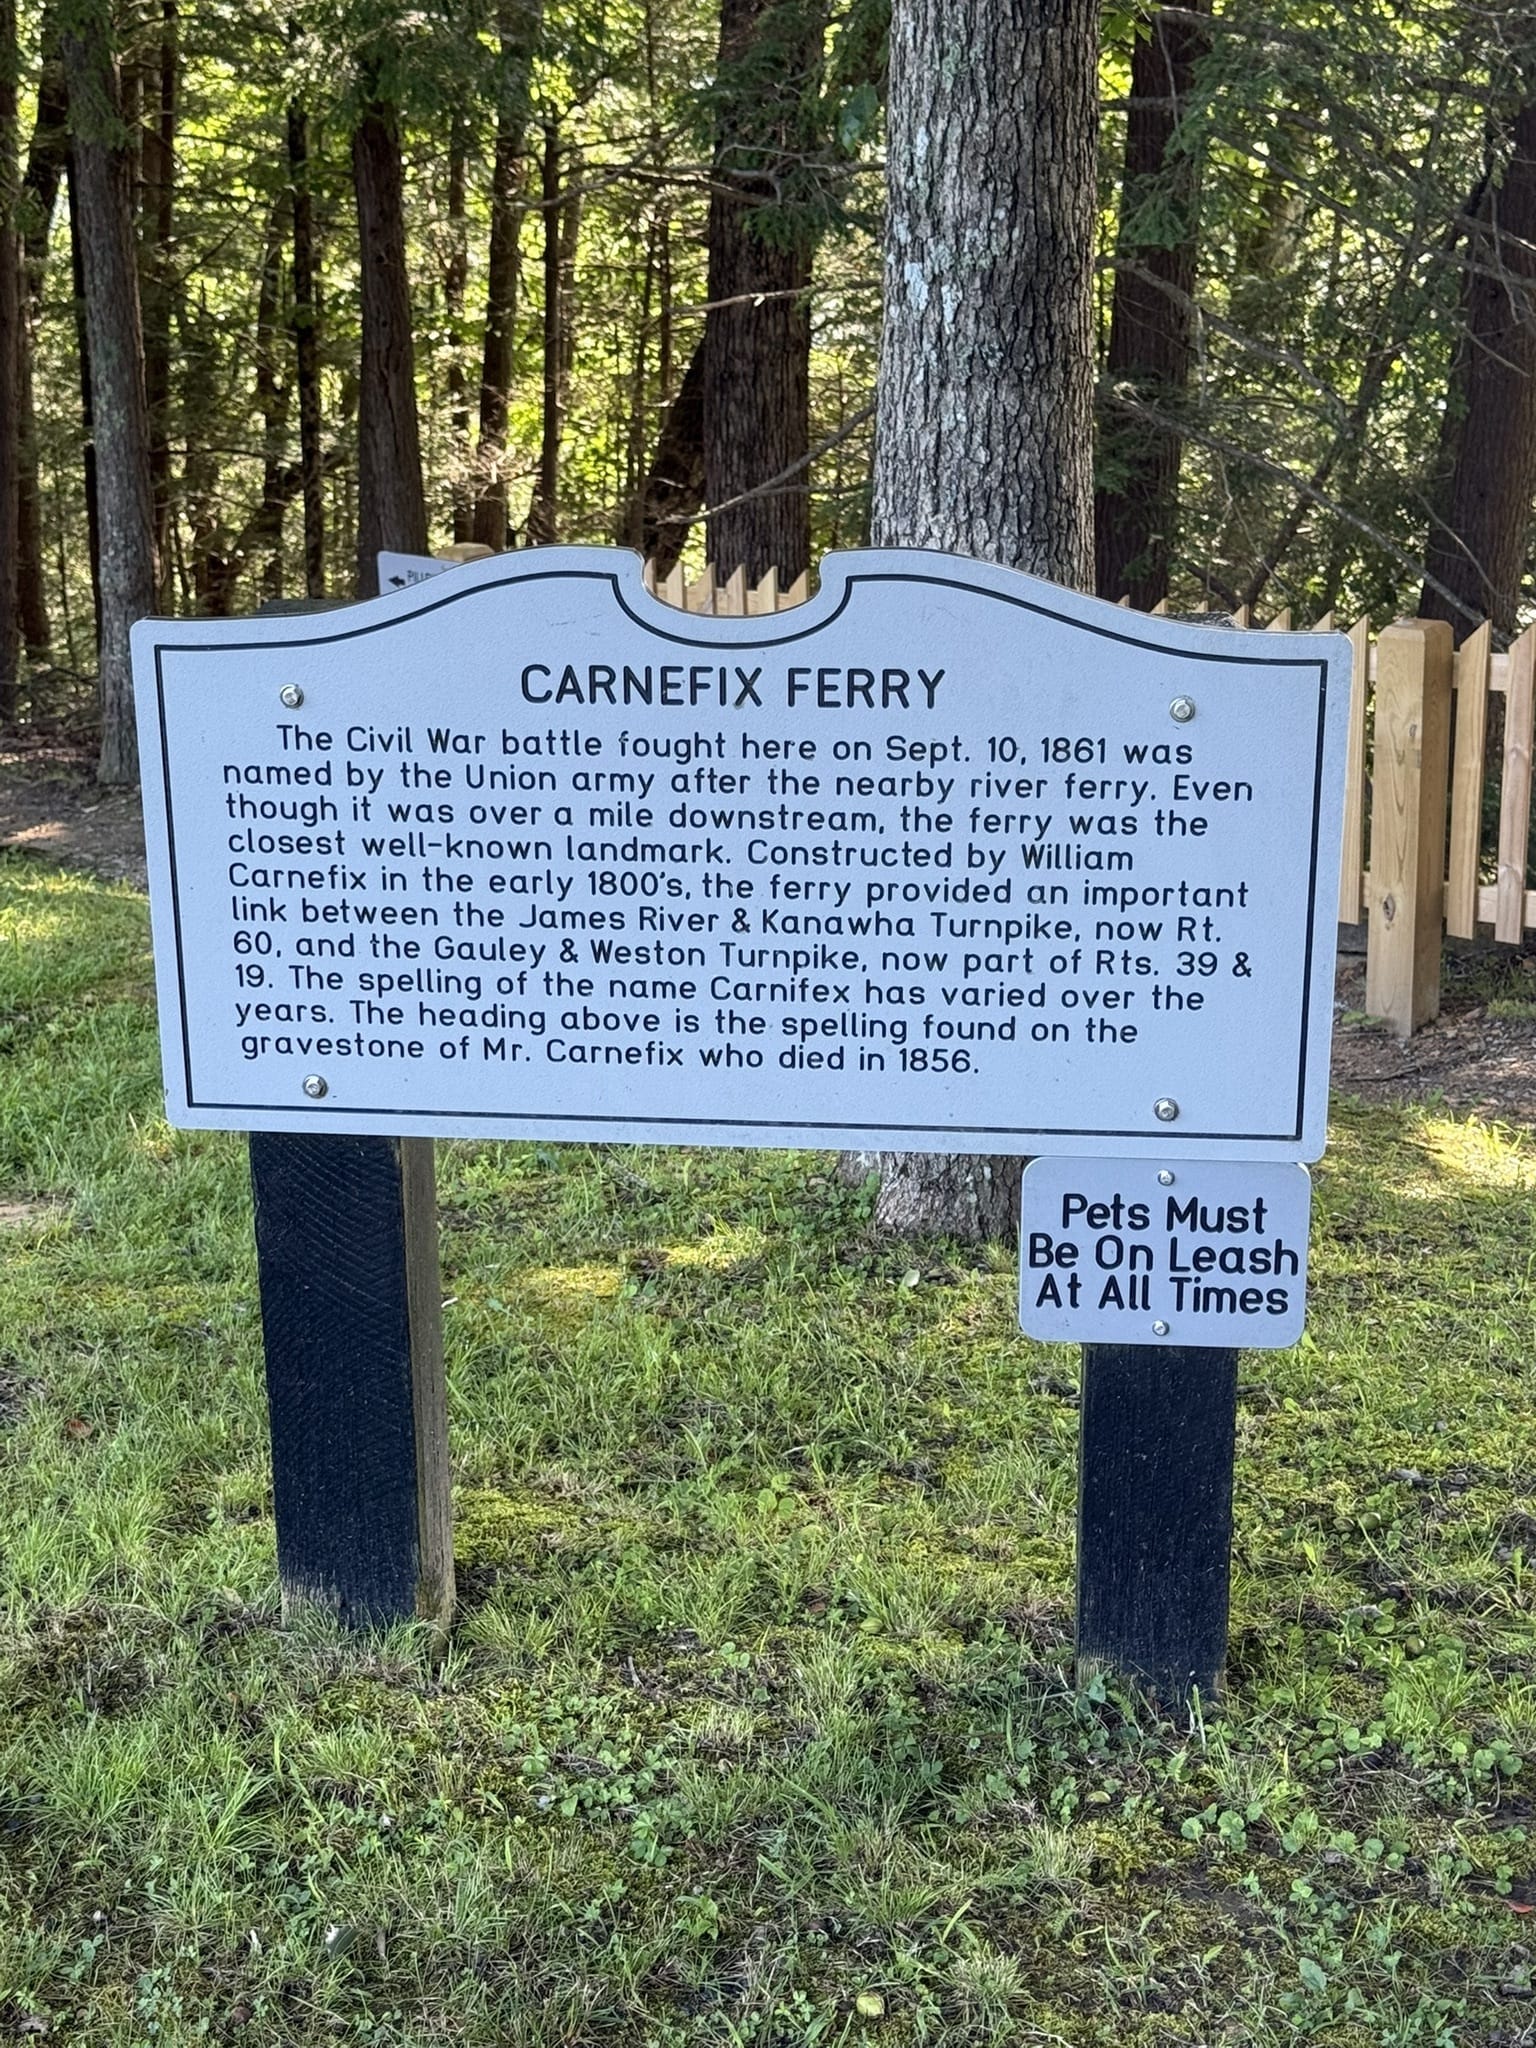 CARNEFIX FERRY
The Civil War battle fought here on Sept. 10, 1861 was
named by the Union army after the nearby river ferry. Even
though it was over a mile downstream, the ferry was the
closest well-known landmark. Constructed by William
Carnefix in the early 1800's, the ferry provided an important
link between the James River & Kanawha Turnpike, now Rt.
60, and the Gauley & Weston Turnpike, now part of Rts. 39 &
19. The spelling of the name Carnifex has varied over the
years. The heading above is the spelling found on the
gravestone of Mr. Carnefix who died in 1856.
Pets Must
Be On Leash
At All Times